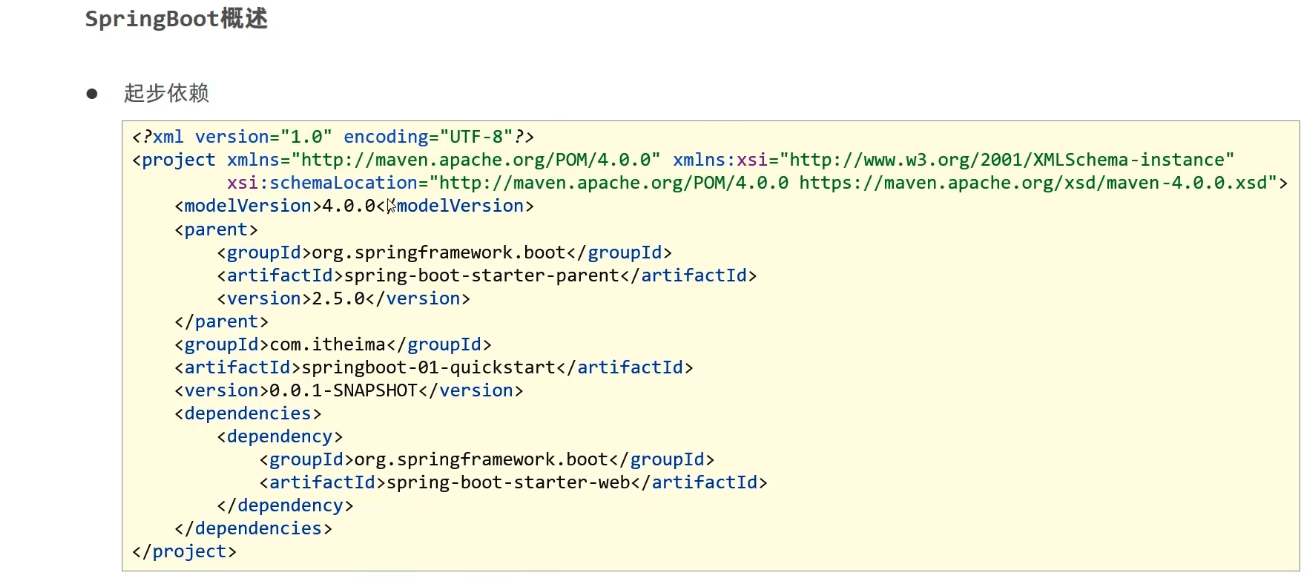 SpringBoot概述
● 起步依赖
<?xml version="1.0" encoding="UTF-8"?>
<project xmlns="http://maven.apache.org/POM/4.0.0" xmlns:xsi="http://www.w3.org/2001/XMLSchema-instance"
         xsi:schemaLocation="http://maven.apache.org/POM/4.0.0 https://maven.apache.org/xsd/maven-4.0.0.xsd">
    <modelVersion>4.0.0</modelVersion>
    <parent>
        <groupId>org.springframework.boot</groupId>
        <artifactId>spring-boot-starter-parent</artifactId>
        <version>2.5.0</version>
    </parent>
    <groupId>com.itheima</groupId>
    <artifactId>springboot-01-quickstart</artifactId>
    <version>0.0.1-SNAPSHOT</version>
    <dependencies>
        <dependency>
            <groupId>org.springframework.boot</groupId>
            <artifactId>spring-boot-starter-web</artifactId>
        </dependency>
    </dependencies>
</project>